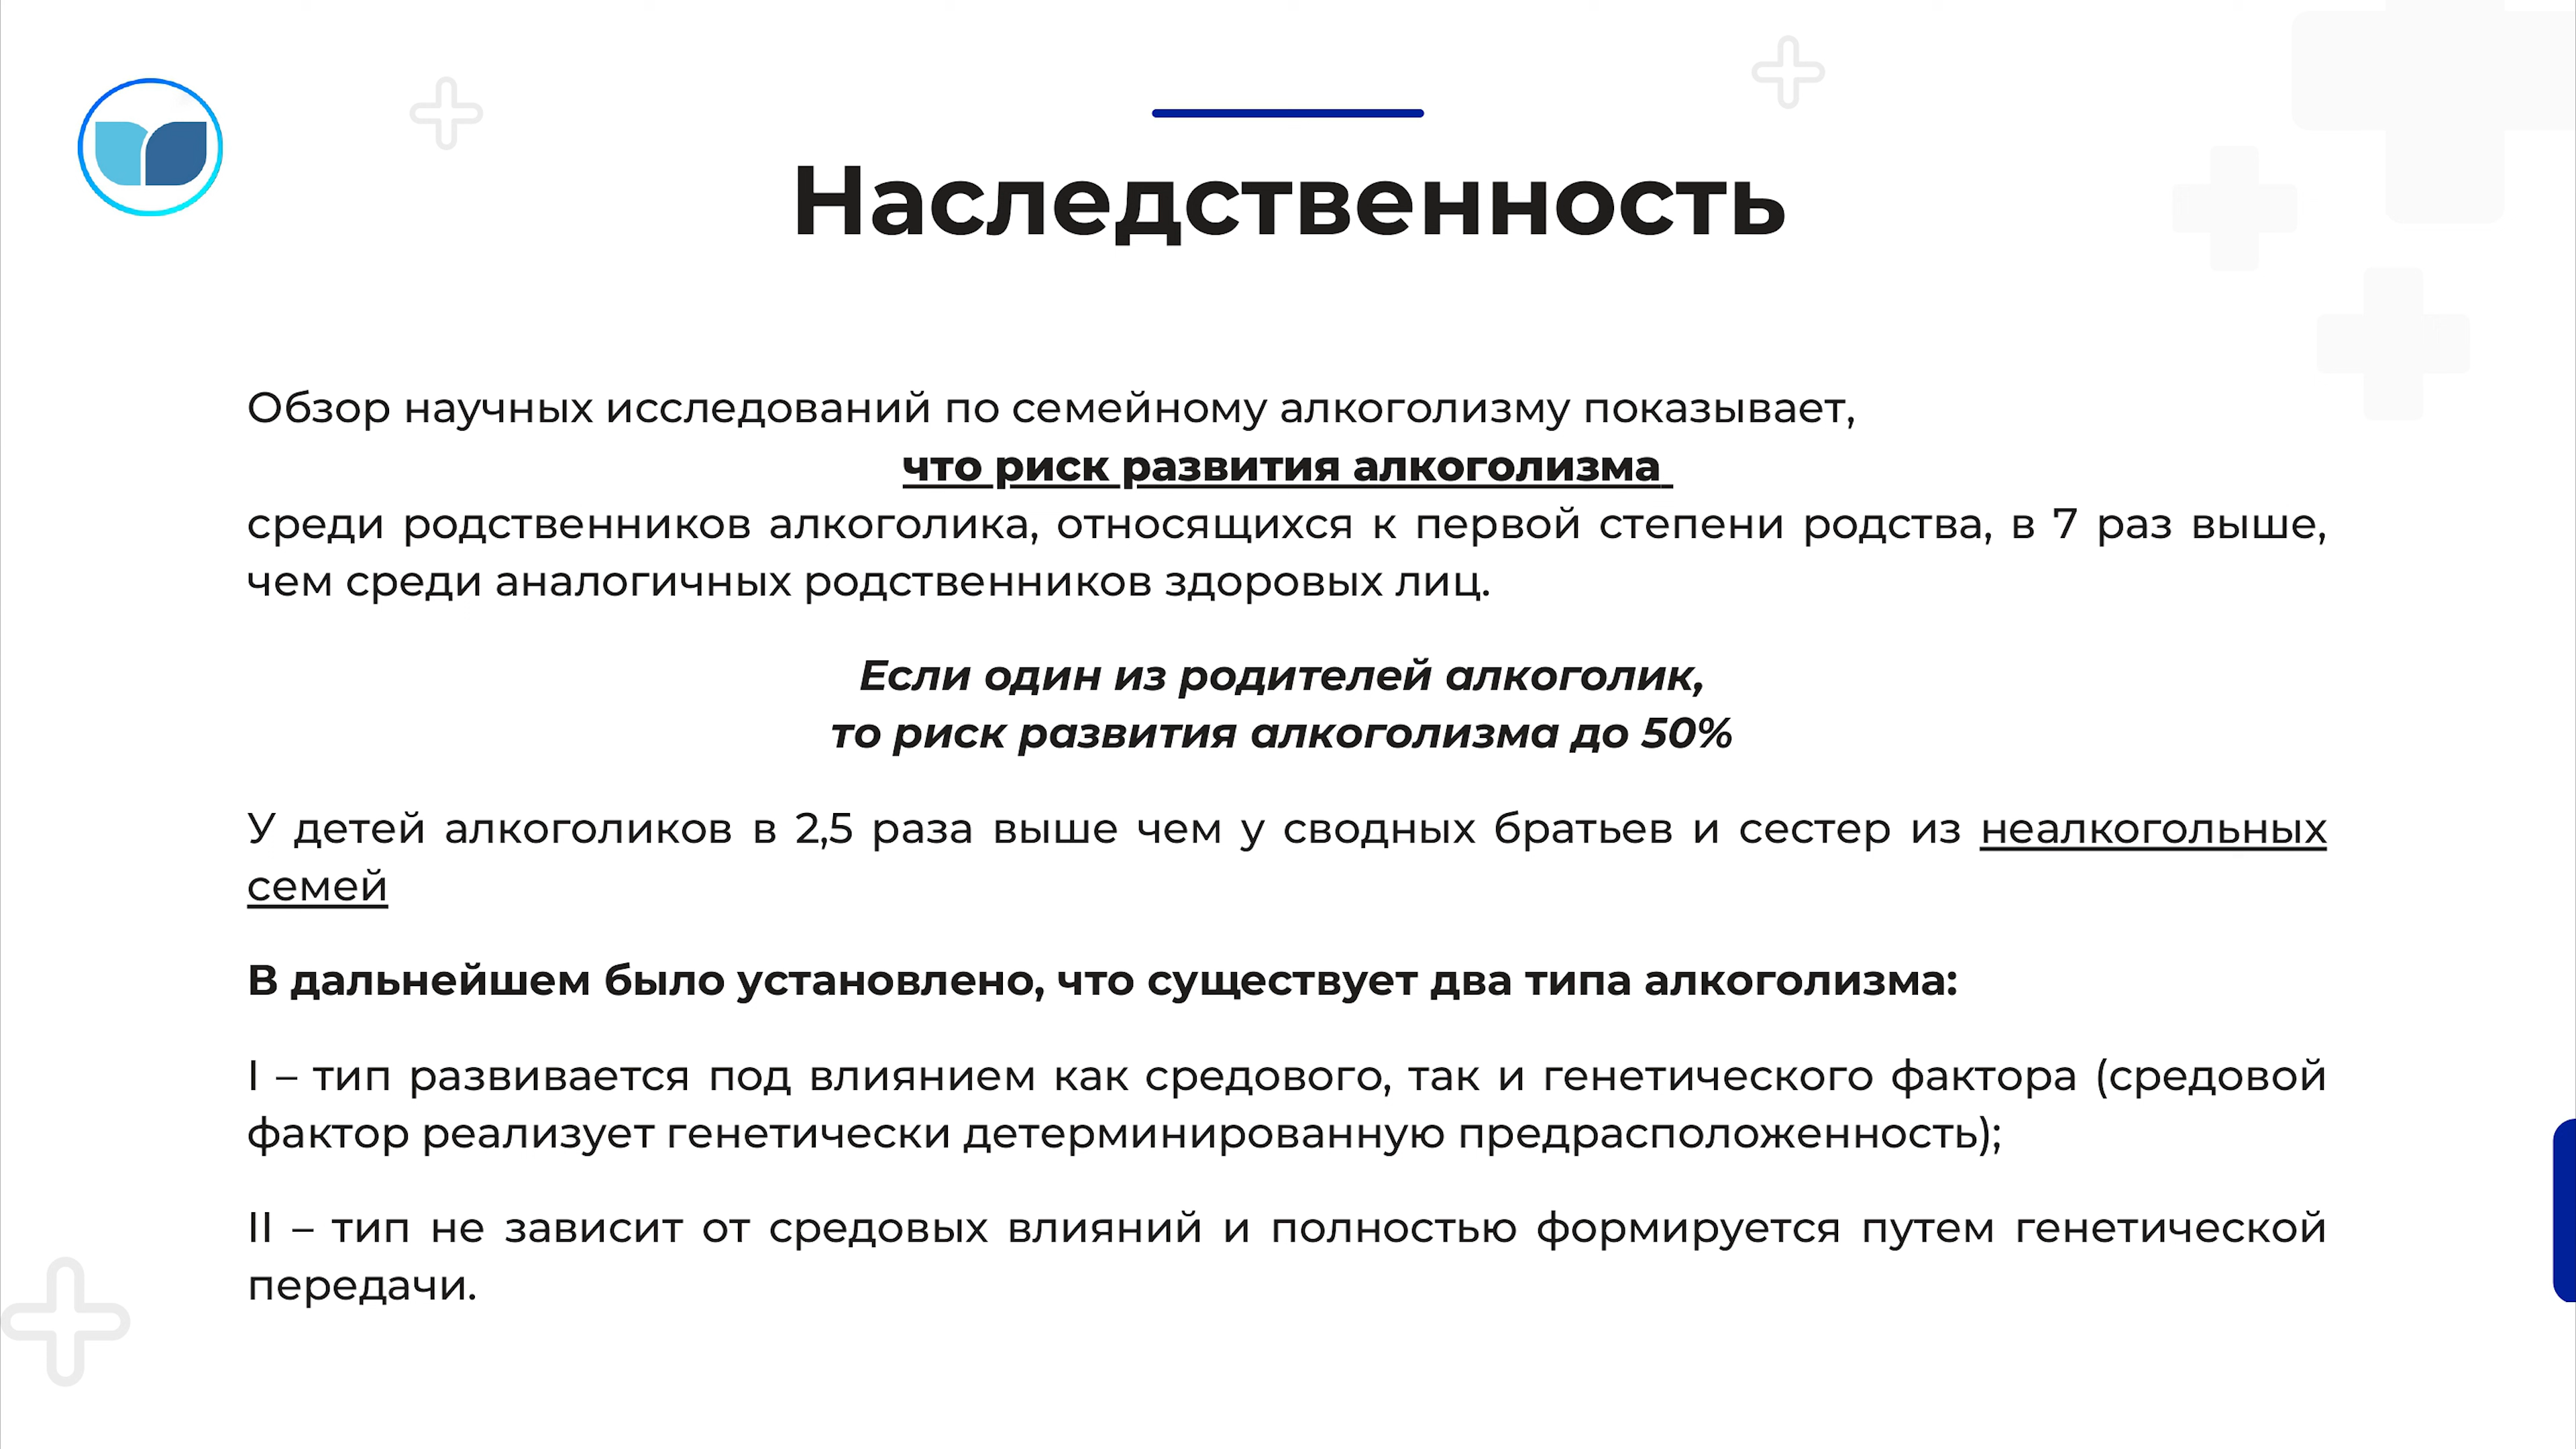 Наследственность
Обзор научных исследований по семейному алкоголизму показывает,
что риск развития алкоголизма
среди родственников алкоголика, относящихся к первой степени родства, в 7 раз выше,
чем среди аналогичных родственников здоровых лиц.
Если один из родителей алкоголик,
то риск развития алкоголизма до 50%
У детей алкоголиков в 2,5 раза выше чем у сводных братьев и сестер из неалкогольных
семей
В дальнейшем было установлено, что существует два типа алкоголизма:
I – тип развивается под влиянием как средового, так и генетического фактора (средовой
фактор реализует генетически детерминированную предрасположенность);
II – тип не зависит от средовых влияний и полностью формируется путем генетической
передачи.